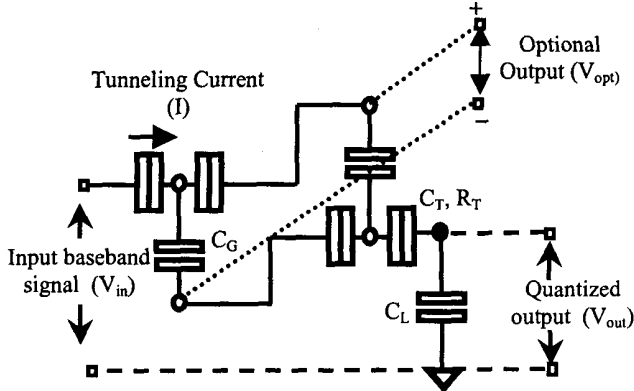 +
Optional
Output (V_opt)
−
Tunneling Current
(I)
C_T, R_T
C_G
Input baseband
signal (V_in)
C_L
Quantized
output (V_out)